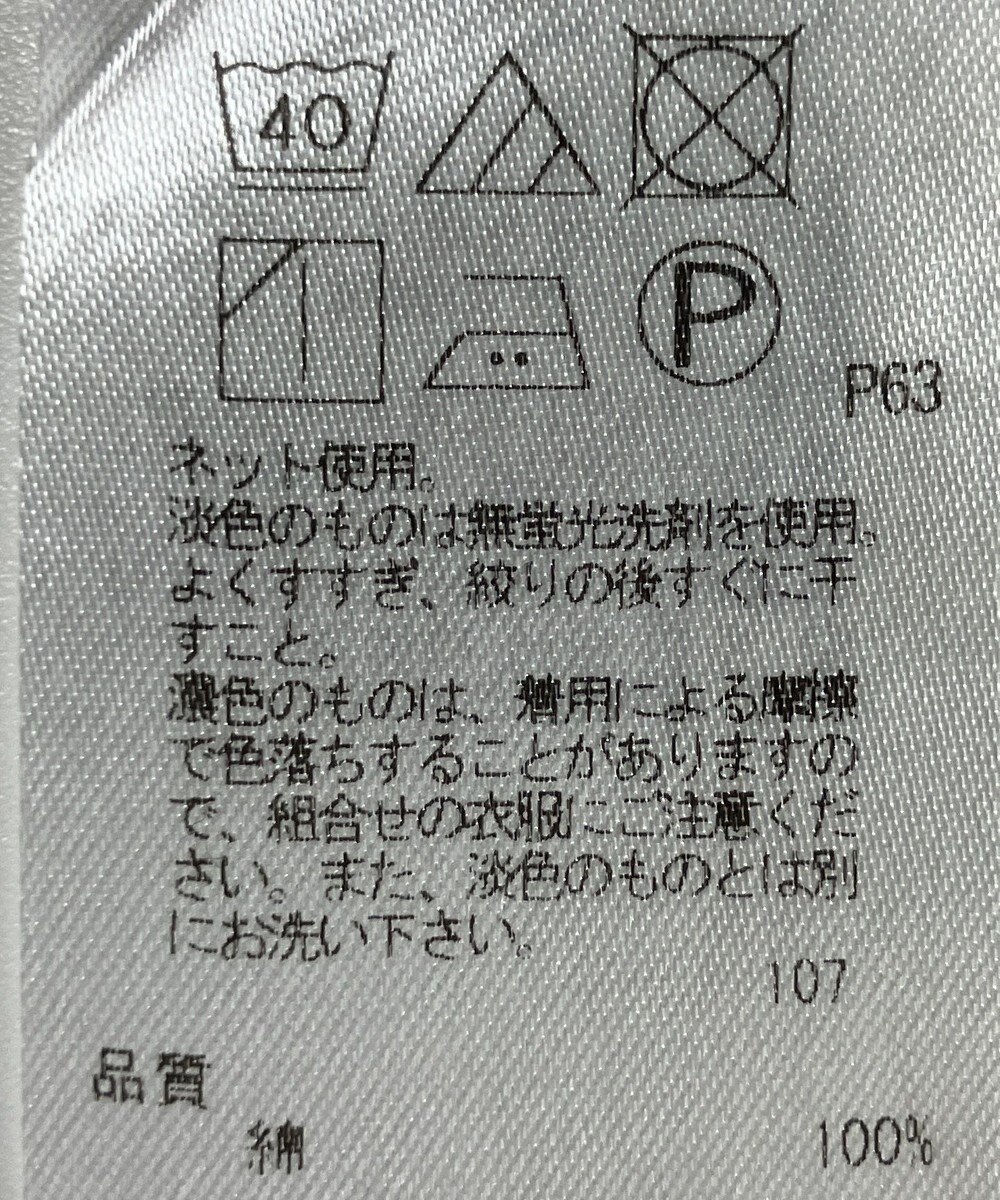 40
P
P63
ネット使用。
淡色のものは無蛍光洗剤を使用。
よくすすぎ、絞りの後すぐに干
すこと。
濃色のものは、着用による摩擦
で色落ちすることがありますの
で、組合せの衣服にご注意くだ
さい。また、淡色のものとは別
にお洗い下さい。
107
品質
綿 100%